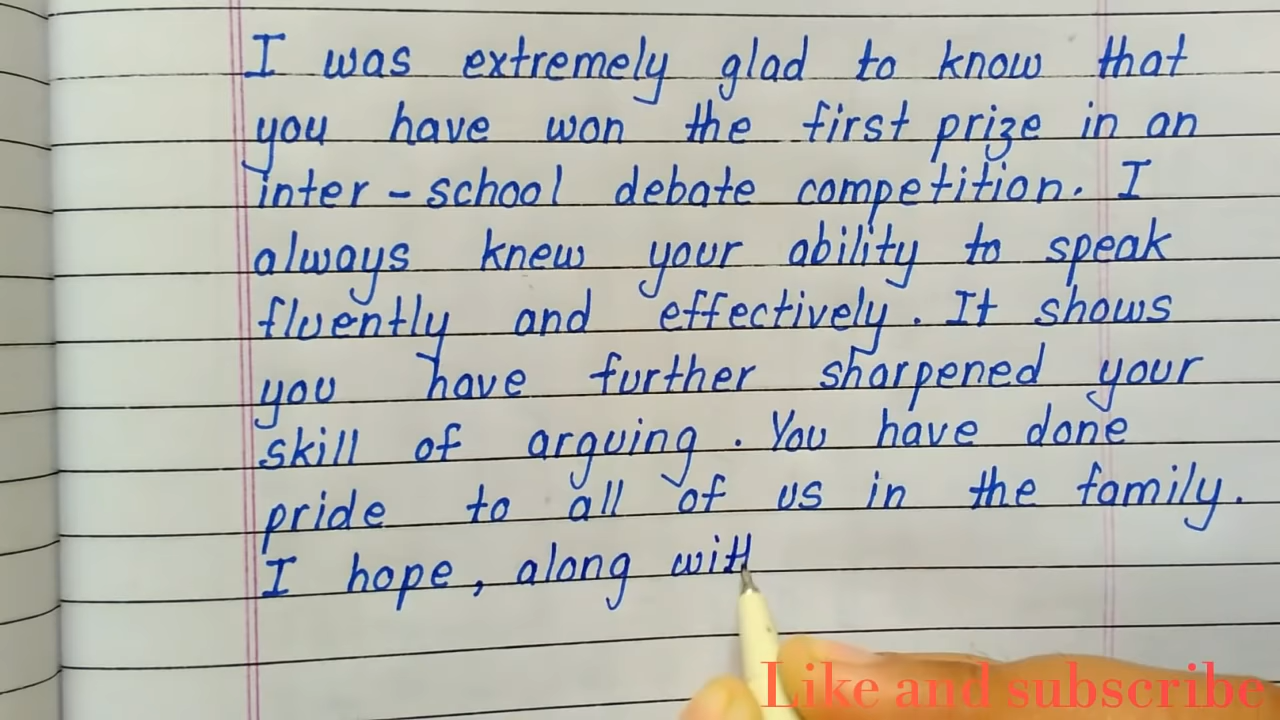 I was extremely glad to know that
you have won the first prize in an
inter-school debate competition. I
always knew your ability to speak
fluently and effectively. It shows
you have further sharpened your
skill of arguing. You have done
pride to all of us in the family.
I hope, along with
Like and subscribe